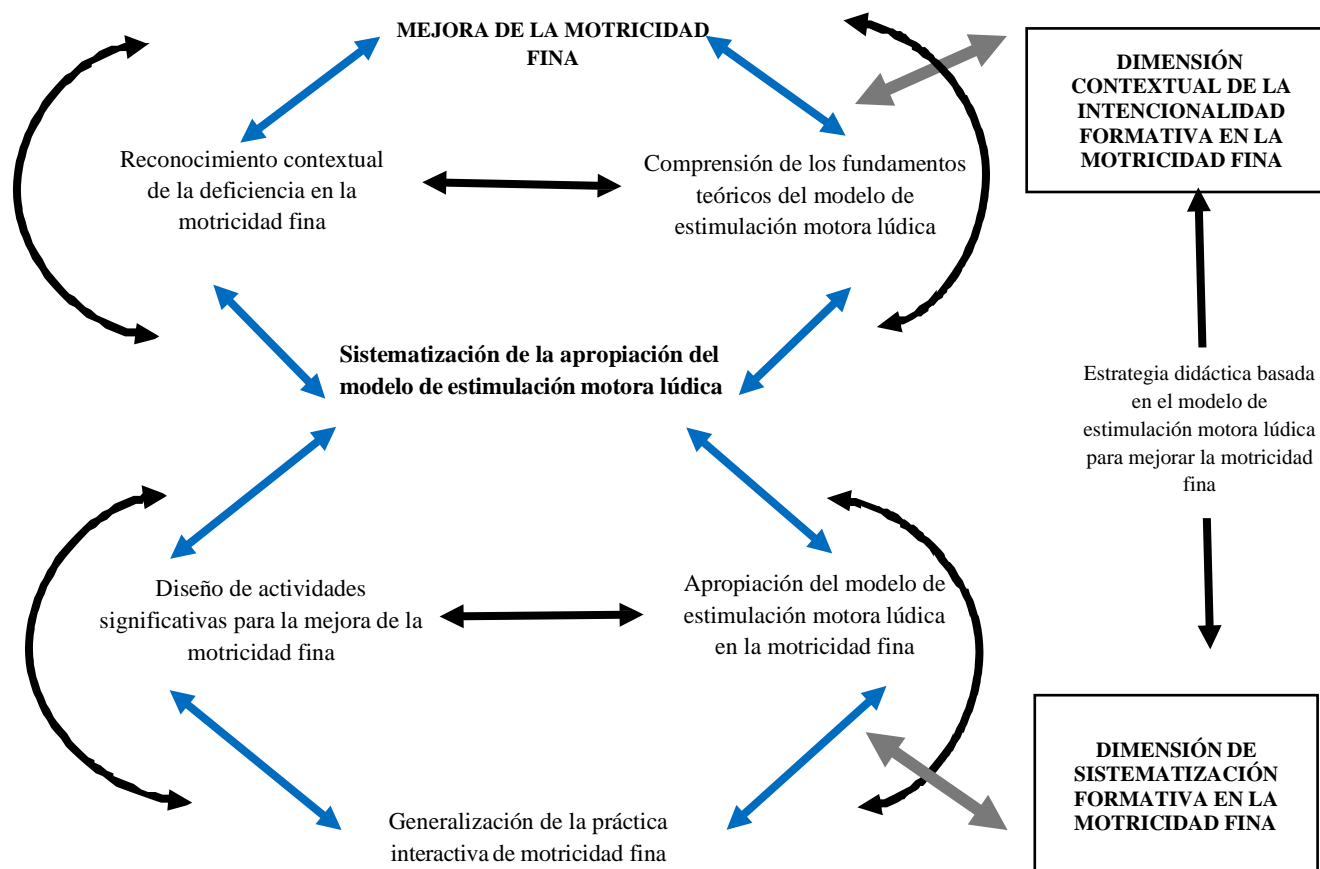 MEJORA DE LA MOTRICIDAD
FINA
Reconocimiento contextual
de la deficiencia en la
motricidad fina
Comprensión de los fundamentos
teóricos del modelo de
estimulación motora lúdica
DIMENSIÓN
CONTEXTUAL DE LA
INTENCIONALIDAD
FORMATIVA EN LA
MOTRICIDAD FINA
Sistematización de la apropiación del
modelo de estimulación motora lúdica
Estrategia didáctica basada
en el modelo de
estimulación motora lúdica
para mejorar la motricidad
fina
Diseño de actividades
significativas para la mejora de la
motricidad fina
Apropiación del modelo de
estimulación motora lúdica
en la motricidad fina
Generalización de la práctica
interactiva de motricidad fina
DIMENSIÓN DE
SISTEMATIZACIÓN
FORMATIVA EN LA
MOTRICIDAD FINA